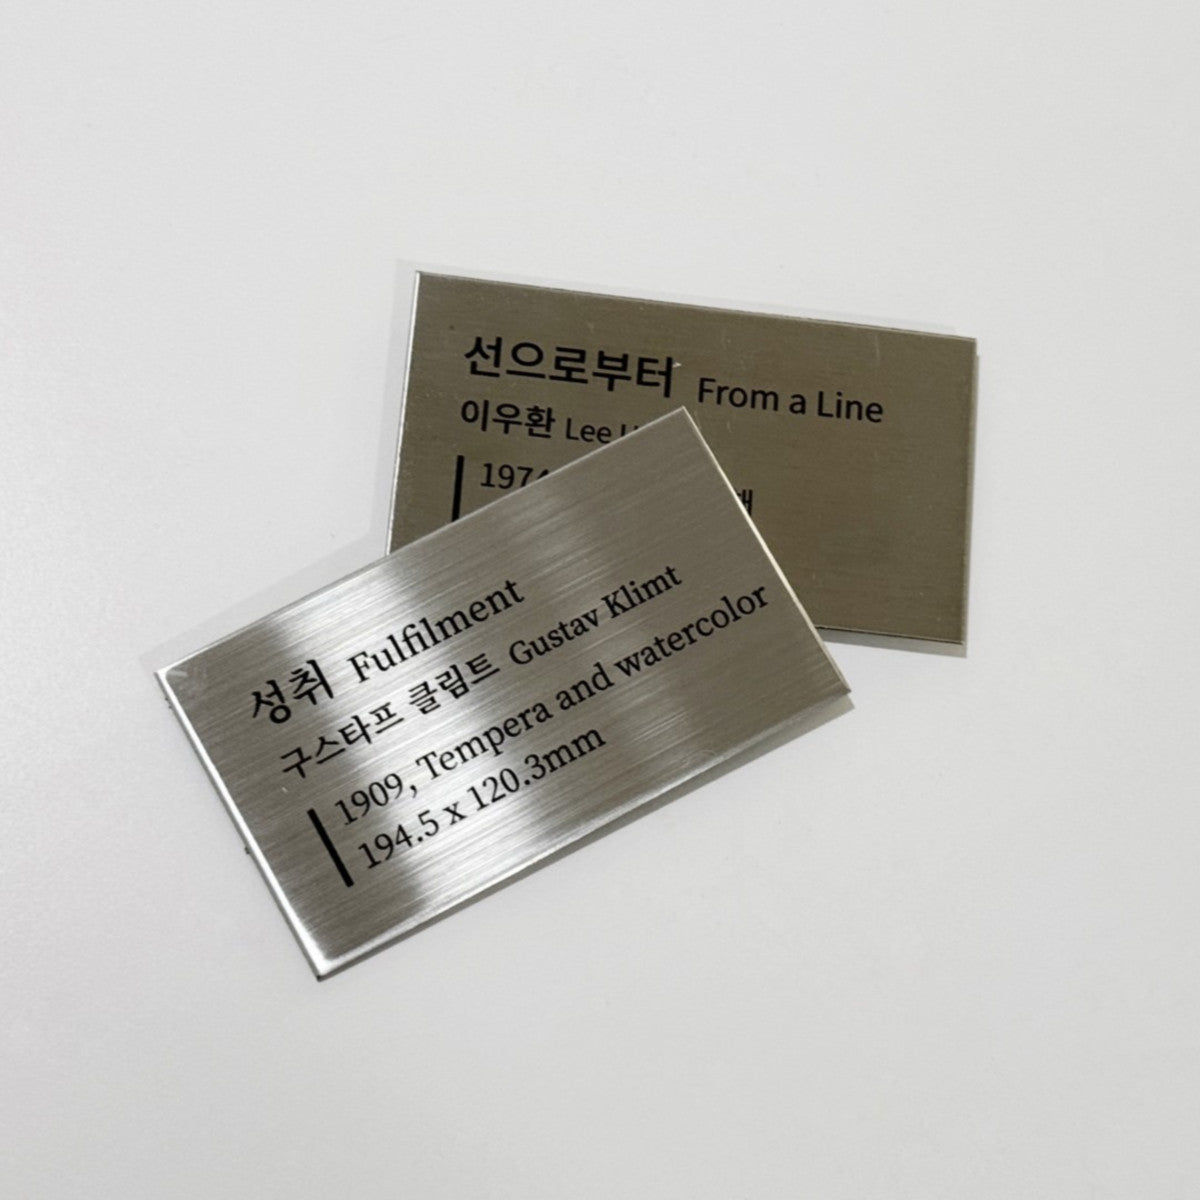 선으로부터 From a Line
이우환 Lee
성취 Fulfilment
구스타프 클림트 Gustav Klimt
1909, Tempera and watercolor
194.5 x 120.3mm